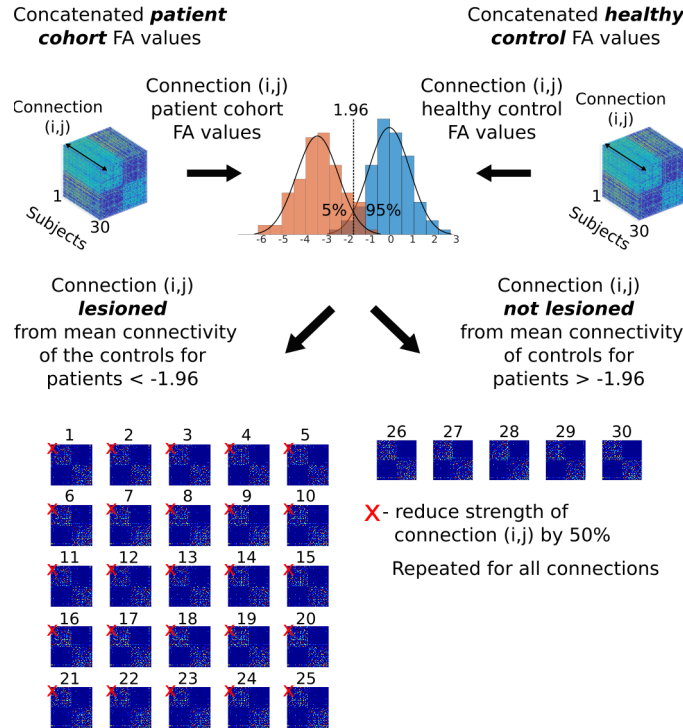 Concatenated patient
cohort FA values
Concatenated healthy
control FA values
Connection (i,j)
patient cohort
FA values
Connection (i,j)
healthy control
FA values
Connection
(i,j)
1
Subjects
30
1.96
5% 95%
-6 -5 -4 -3 -2 -1 0 1 2 3
Connection
(i,j)
1
Subjects
30
Connection (i,j)
lesioned
from mean connectivity
of the controls for
patients < -1.96
Connection (i,j)
not lesioned
from mean connectivity
of controls for
patients > -1.96
1 2 3 4 5
6 7 8 9 10
11 12 13 14 15
16 17 18 19 20
21 22 23 24 25
26 27 28 29 30
X - reduce strength of
connection (i,j) by 50%
Repeated for all connections